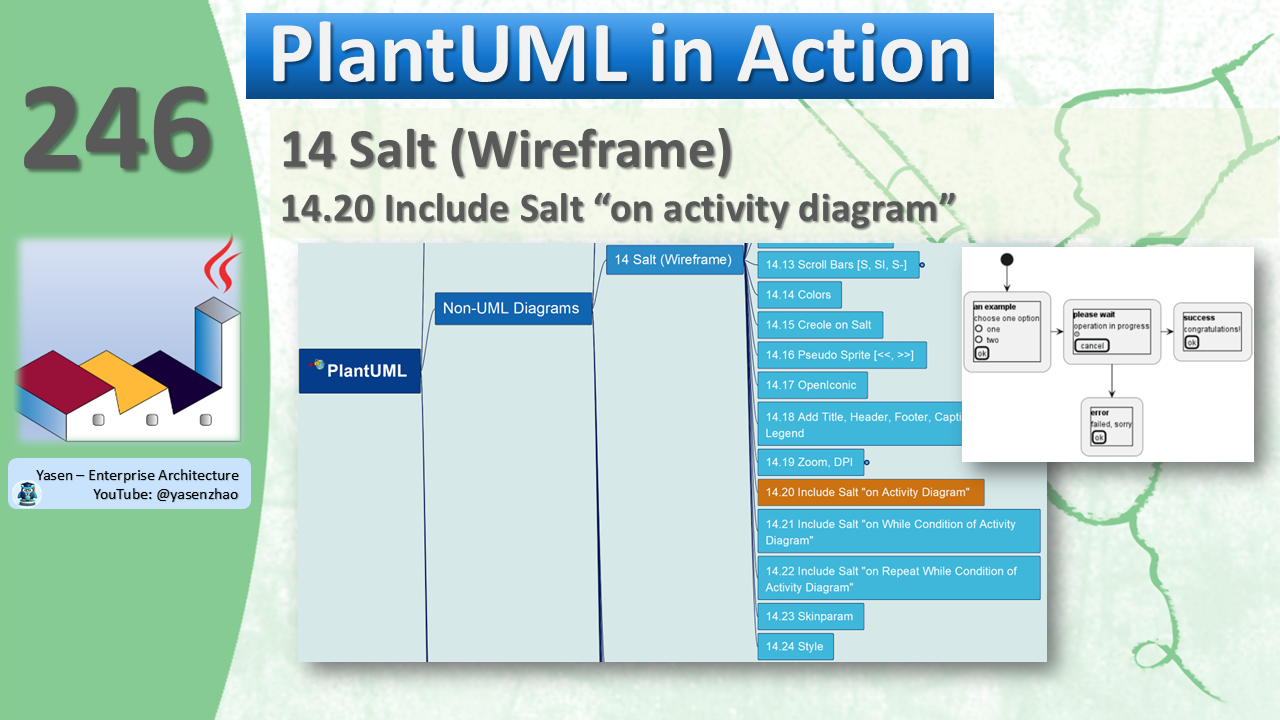 PlantUML in Action
246
14 Salt (Wireframe)
14.20 Include Salt “on activity diagram”
Yasen – Enterprise Architecture
YouTube: @yasenzhao
PlantUML
Non-UML Diagrams
14 Salt (Wireframe)
14.13 Scroll Bars [S, SI, S-]
14.14 Colors
14.15 Creole on Salt
14.16 Pseudo Sprite [<<, >>]
14.17 OpenIconic
14.18 Add Title, Header, Footer, Capti
Legend
14.19 Zoom, DPI
14.20 Include Salt "on Activity Diagram"
14.21 Include Salt "on While Condition of Activity
Diagram"
14.22 Include Salt "on Repeat While Condition of
Activity Diagram"
14.23 Skinparam
14.24 Style
an example
choose one option
one
two
ok
please wait
operation in progress
cancel
success
congratulations!
ok
error
failed, sorry
ok